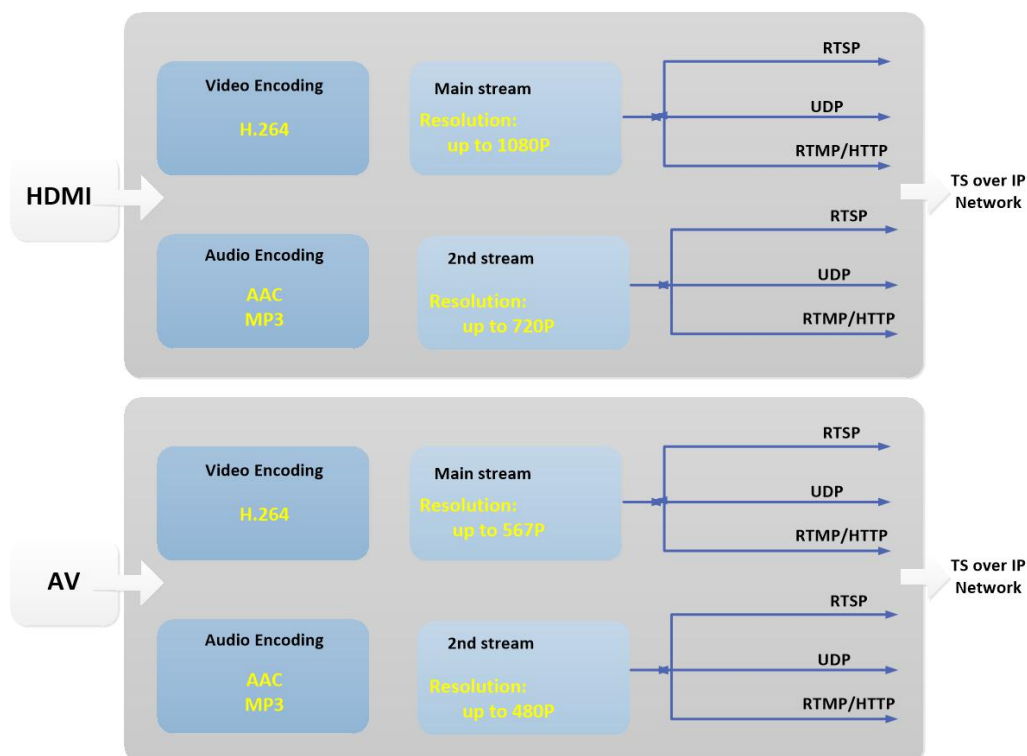 HDMI
Video Encoding
H.264
Audio Encoding
AAC
MP3
Main stream
Resolution:
up to 1080P
RTSP
UDP
RTMP/HTTP
2nd stream
Resolution:
up to 720P
RTSP
UDP
RTMP/HTTP
TS over IP
Network
AV
Video Encoding
H.264
Audio Encoding
AAC
MP3
Main stream
Resolution:
up to 567P
RTSP
UDP
RTMP/HTTP
2nd stream
Resolution:
up to 480P
RTSP
UDP
RTMP/HTTP
TS over IP
Network